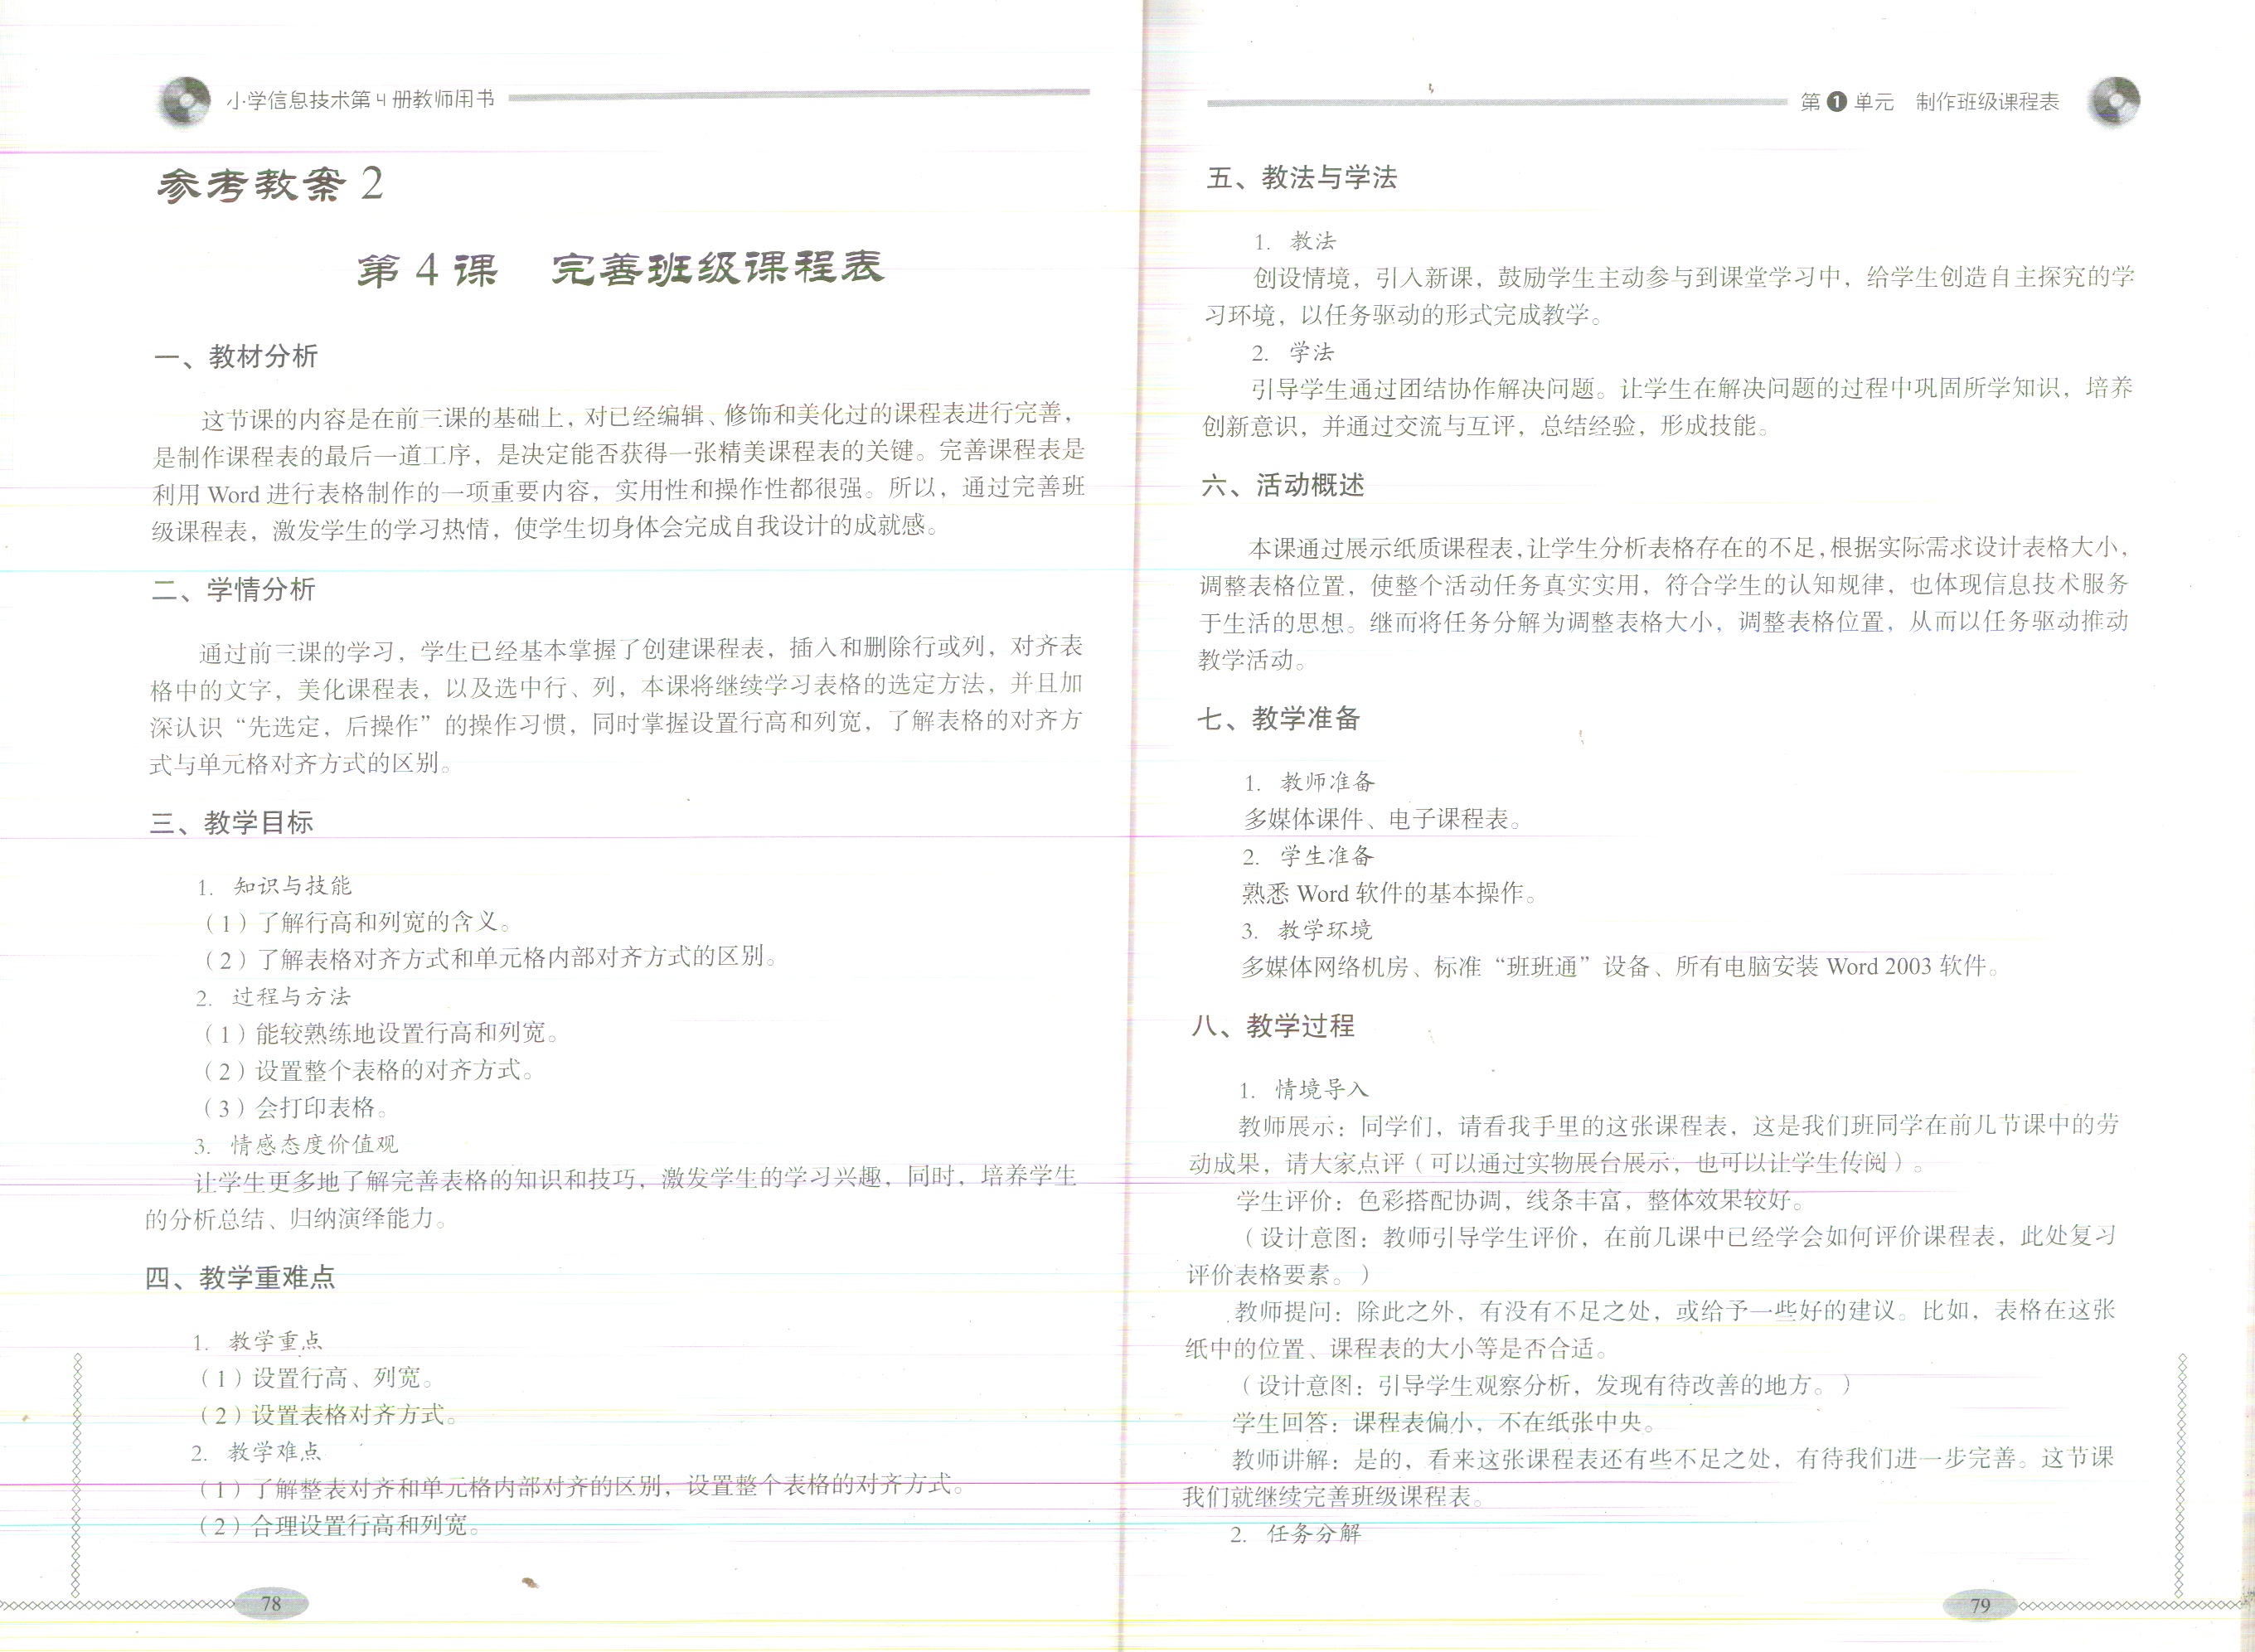 小学信息技术第4册教师用书
参考教案 2
第 4 课　完善班级课程表
一、教材分析
这节课的内容是在前三课的基础上，对已经编辑、修饰和美化过的课程表进行完善，
是制作课程表的最后一道工序，是决定能否获得一张精美课程表的关键。完善课程表是
利用 Word 进行表格制作的一项重要内容，实用性和操作性都很强。所以，通过完善班
级课程表，激发学生的学习热情，使学生切身体会完成自我设计的成就感。
二、学情分析
通过前三课的学习，学生已经基本掌握了创建课程表，插入和删除行或列，对齐表
格中的文字，美化课程表，以及选中行、列，本课将继续学习表格的选定方法，并且加
深认识“先选定，后操作”的操作习惯，同时掌握设置行高和列宽，了解表格的对齐方
式与单元格对齐方式的区别。
三、教学目标
1. 知识与技能
（1）了解行高和列宽的含义。
（2）了解表格对齐方式和单元格内部对齐方式的区别。
2. 过程与方法
（1）能较熟练地设置行高和列宽。
（2）设置整个表格的对齐方式。
（3）会打印表格。
3. 情感态度价值观
让学生更多地了解完善表格的知识和技巧，激发学生的学习兴趣，同时，培养学生
的分析总结、归纳演绎能力。
四、教学重难点
1. 教学重点
（1）设置行高、列宽。
（2）设置表格对齐方式。
2. 教学难点
（1）了解整表对齐和单元格内部对齐的区别，设置整个表格的对齐方式。
（2）合理设置行高和列宽。
78
第1单元　制作班级课程表
五、教法与学法
1. 教法
创设情境，引入新课，鼓励学生主动参与到课堂学习中，给学生创造自主探究的学
习环境，以任务驱动的形式完成教学。
2. 学法
引导学生通过团结协作解决问题。让学生在解决问题的过程中巩固所学知识，培养
创新意识，并通过交流与互评，总结经验，形成技能。
六、活动概述
本课通过展示纸质课程表，让学生分析表格存在的不足，根据实际需求设计表格大小，
调整表格位置，使整个活动任务真实实用，符合学生的认知规律，也体现信息技术服务
于生活的思想。继而将任务分解为调整表格大小，调整表格位置，从而以任务驱动推动
教学活动。
七、教学准备
1. 教师准备
多媒体课件、电子课程表。
2. 学生准备
熟悉 Word 软件的基本操作。
3. 教学环境
多媒体网络机房、标准“班班通”设备、所有电脑安装 Word 2003 软件。
八、教学过程
1. 情境导入
教师展示：同学们，请看我手里的这张课程表，这是我们班同学在前几节课中的劳
动成果，请大家点评（可以通过实物展台展示，也可以让学生传阅）。
学生评价：色彩搭配协调，线条丰富，整体效果较好。
（设计意图：教师引导学生评价，在前几课中已经学会如何评价课程表，此处复习
评价表格要素。）
教师提问：除此之外，有没有不足之处，或给予一些好的建议。比如，表格在这张
纸中的位置、课程表的大小等是否合适。
（设计意图：引导学生观察分析，发现有待改善的地方。）
学生回答：课程表偏小，不在纸张中央。
教师讲解：是的，看来这张课程表还有些不足之处，有待我们进一步完善。这节课
我们就继续完善班级课程表。
2. 任务分解
79